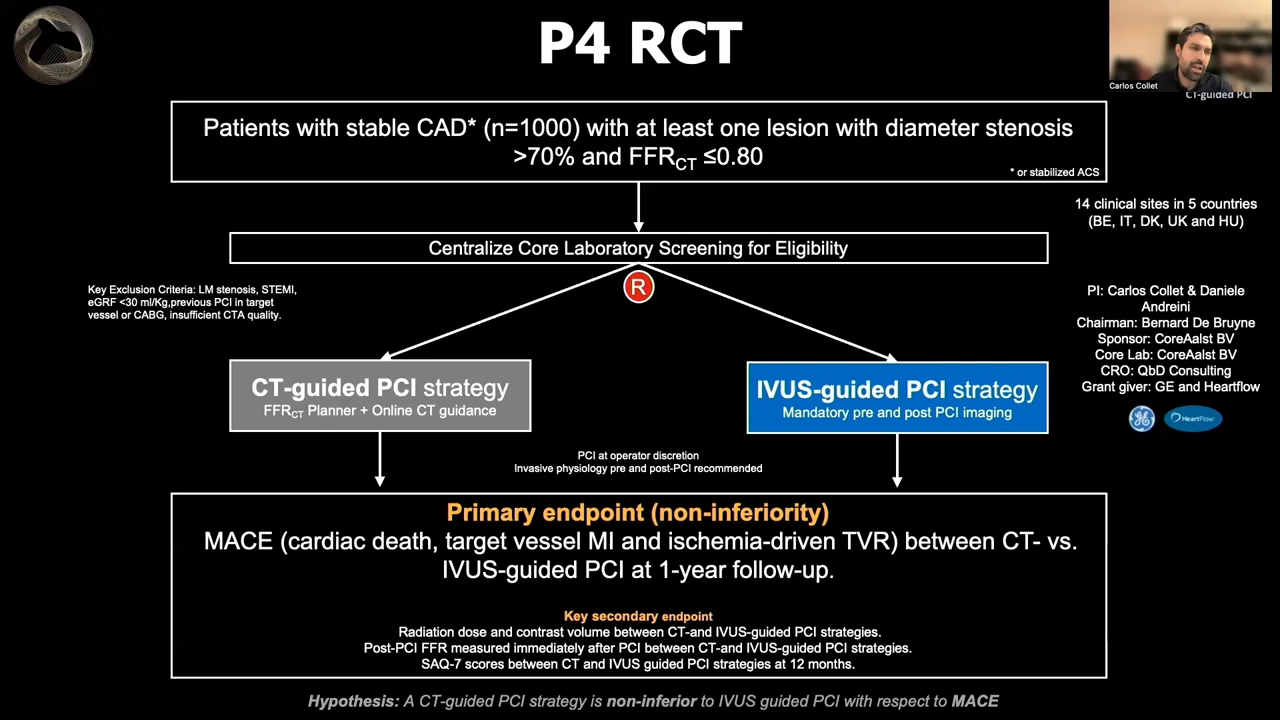 P4 RCT
Carlos Collet
CT-guided PCI
Patients with stable CAD* (n=1000) with at least one lesion with diameter stenosis
>70% and FFRCT ≤0.80
* or stabilized ACS
14 clinical sites in 5 countries
(BE, IT, DK, UK and HU)
Centralize Core Laboratory Screening for Eligibility
R
Key Exclusion Criteria: LM stenosis, STEMI,
eGRF <30 ml/Kg,previous PCI in target
vessel or CABG, insufficient CTA quality.
PI: Carlos Collet & Daniele
Andreini
Chairman: Bernard De Bruyne
Sponsor: CoreAalst BV
Core Lab: CoreAalst BV
CRO: QbD Consulting
Grant giver: GE and Heartflow
GE
HeartFlow
CT-guided PCI strategy
FFRCT Planner + Online CT guidance
IVUS-guided PCI strategy
Mandatory pre and post PCI imaging
PCI at operator discretion
Invasive physiology pre and post-PCI recommended
Primary endpoint (non-inferiority)
MACE (cardiac death, target vessel MI and ischemia-driven TVR) between CT- vs.
IVUS-guided PCI at 1-year follow-up.
Key secondary endpoint
Radiation dose and contrast volume between CT-and IVUS-guided PCI strategies.
Post-PCI FFR measured immediately after PCI between CT-and IVUS-guided PCI strategies.
SAQ-7 scores between CT and IVUS guided PCI strategies at 12 months.
Hypothesis: A CT-guided PCI strategy is non-inferior to IVUS guided PCI with respect to MACE